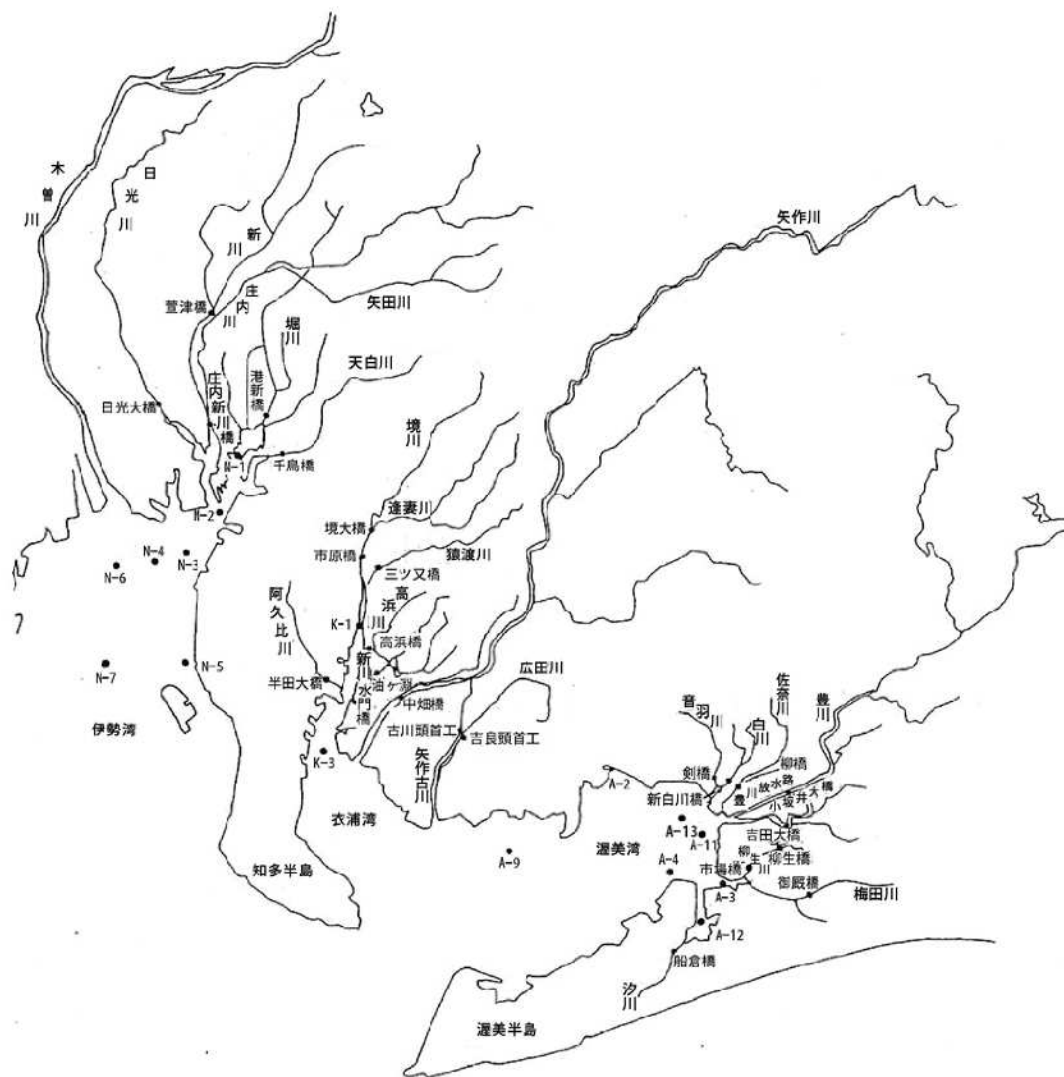 木曽川
日光川
新川
庄内川
矢田川
矢作川
萱津橋
堀川
天白川
港新橋
庄内新川橋
日光大橋
N-1
千鳥橋
境川
N-2
逢妻川
境大橋
市原橋
猿渡川
三ツ又橋
N-4
N-3
N-6
阿久比川
高浜川
K-1
高浜橋
新川水門橋
油ヶ淵
中畑橋
半田大橋
N-5
N-7
伊勢湾
広田川
古川頭首工
吉良頭首工
矢作古川
K-3
衣浦湾
知多半島
音羽川
白川
佐奈川
豊川
剣橋
柳橋
新白川橋
豊川放水路
小坂井大橋
A-2
A-13
A-11
吉田大橋
柳生川
柳生橋
渥美湾
A-9
A-4
市場橋
御厩橋
A-3
梅田川
A-12
船倉橋
汐川
渥美半島